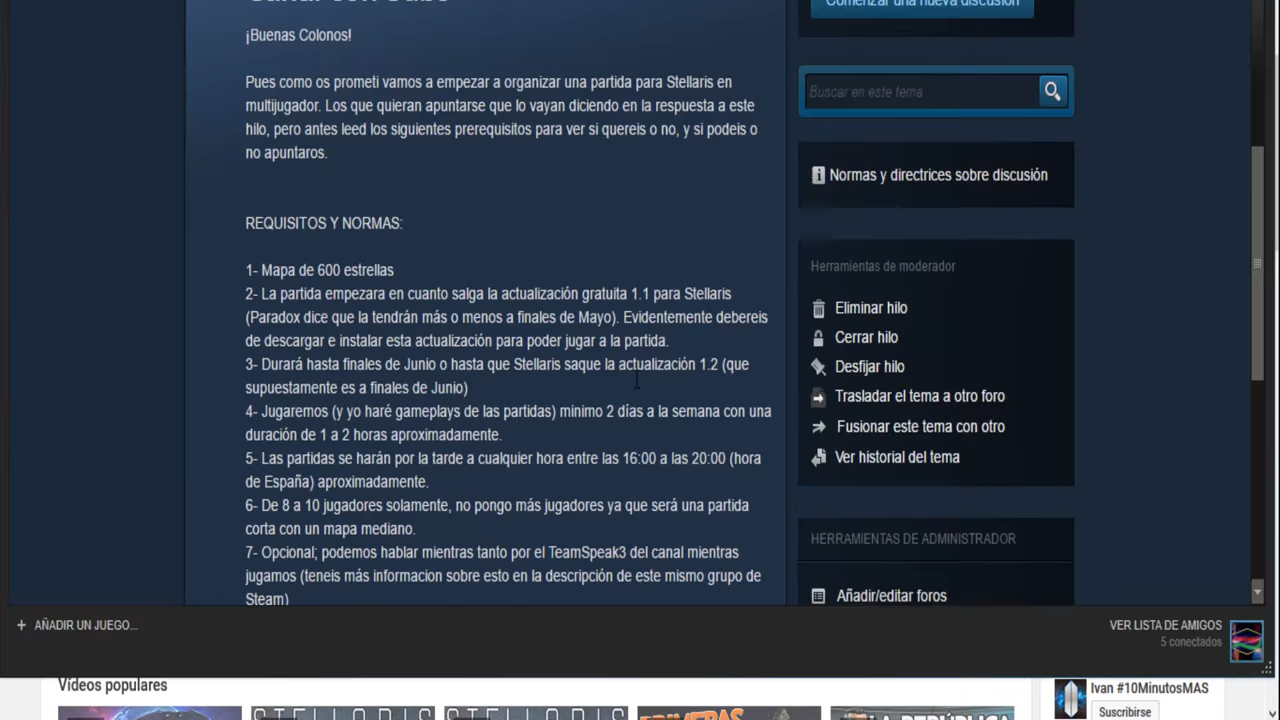 Comenzar una nueva discusión
¡Buenas Colonos!
Pues como os prometi vamos a empezar a organizar una partida para Stellaris en
multijugador. Los que quieran apuntarse que lo vayan diciendo en la respuesta a este
hilo, pero antes leed los siguientes prerequisitos para ver si quereis o no, y si podeis o
no apuntaros.
REQUISITOS Y NORMAS:
1- Mapa de 600 estrellas
2- La partida empezara en cuanto salga la actualización gratuita 1.1 para Stellaris
(Paradox dice que la tendrán más o menos a finales de Mayo). Evidentemente debereis
de descargar e instalar esta actualización para poder jugar a la partida.
3- Durará hasta finales de Junio o hasta que Stellaris saque la actualización 1.2 (que
supuestamente es a finales de Junio)
4- Jugaremos (y yo haré gameplays de las partidas) minimo 2 días a la semana con una
duración de 1 a 2 horas aproximadamente.
5- Las partidas se harán por la tarde a cualquier hora entre las 16:00 a las 20:00 (hora
de España) aproximadamente.
6- De 8 a 10 jugadores solamente, no pongo más jugadores ya que será una partida
corta con un mapa mediano.
7- Opcional; podemos hablar mientras tanto por el TeamSpeak3 del canal mientras
jugamos (teneis más informacion sobre esto en la descripción de este mismo grupo de
Steam)
Buscar en este tema
Normas y directrices sobre discusión
Herramientas de moderador
Eliminar hilo
Cerrar hilo
Desfijar hilo
Trasladar el tema a otro foro
Fusionar este tema con otro
Ver historial del tema
HERRAMIENTAS DE ADMINISTRADOR
Añadir/editar foros
+ AÑADIR UN JUEGO...
VER LISTA DE AMIGOS
5 conectados
Vídeos populares
Ivan #10MinutosMAS
Suscribirse
STELLARIS
STELLARIS
PRIMERAS
LA REPÚBLICA